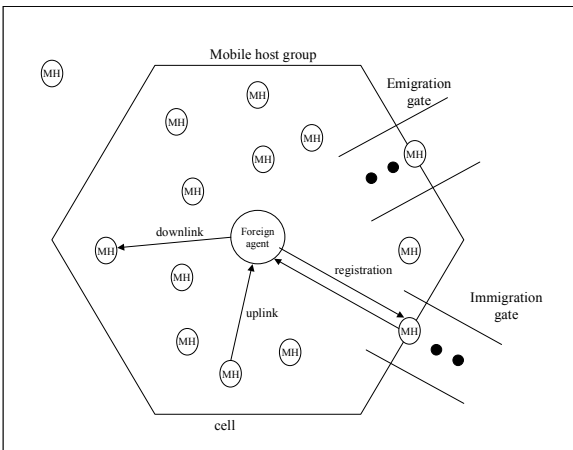 Mobile host group
MH
Emigration
gate
MH
MH
MH
MH
MH
MH
Foreign
agent
downlink
MH
MH
registration
MH
Immigration
gate
uplink
MH
MH
MH
MH
cell